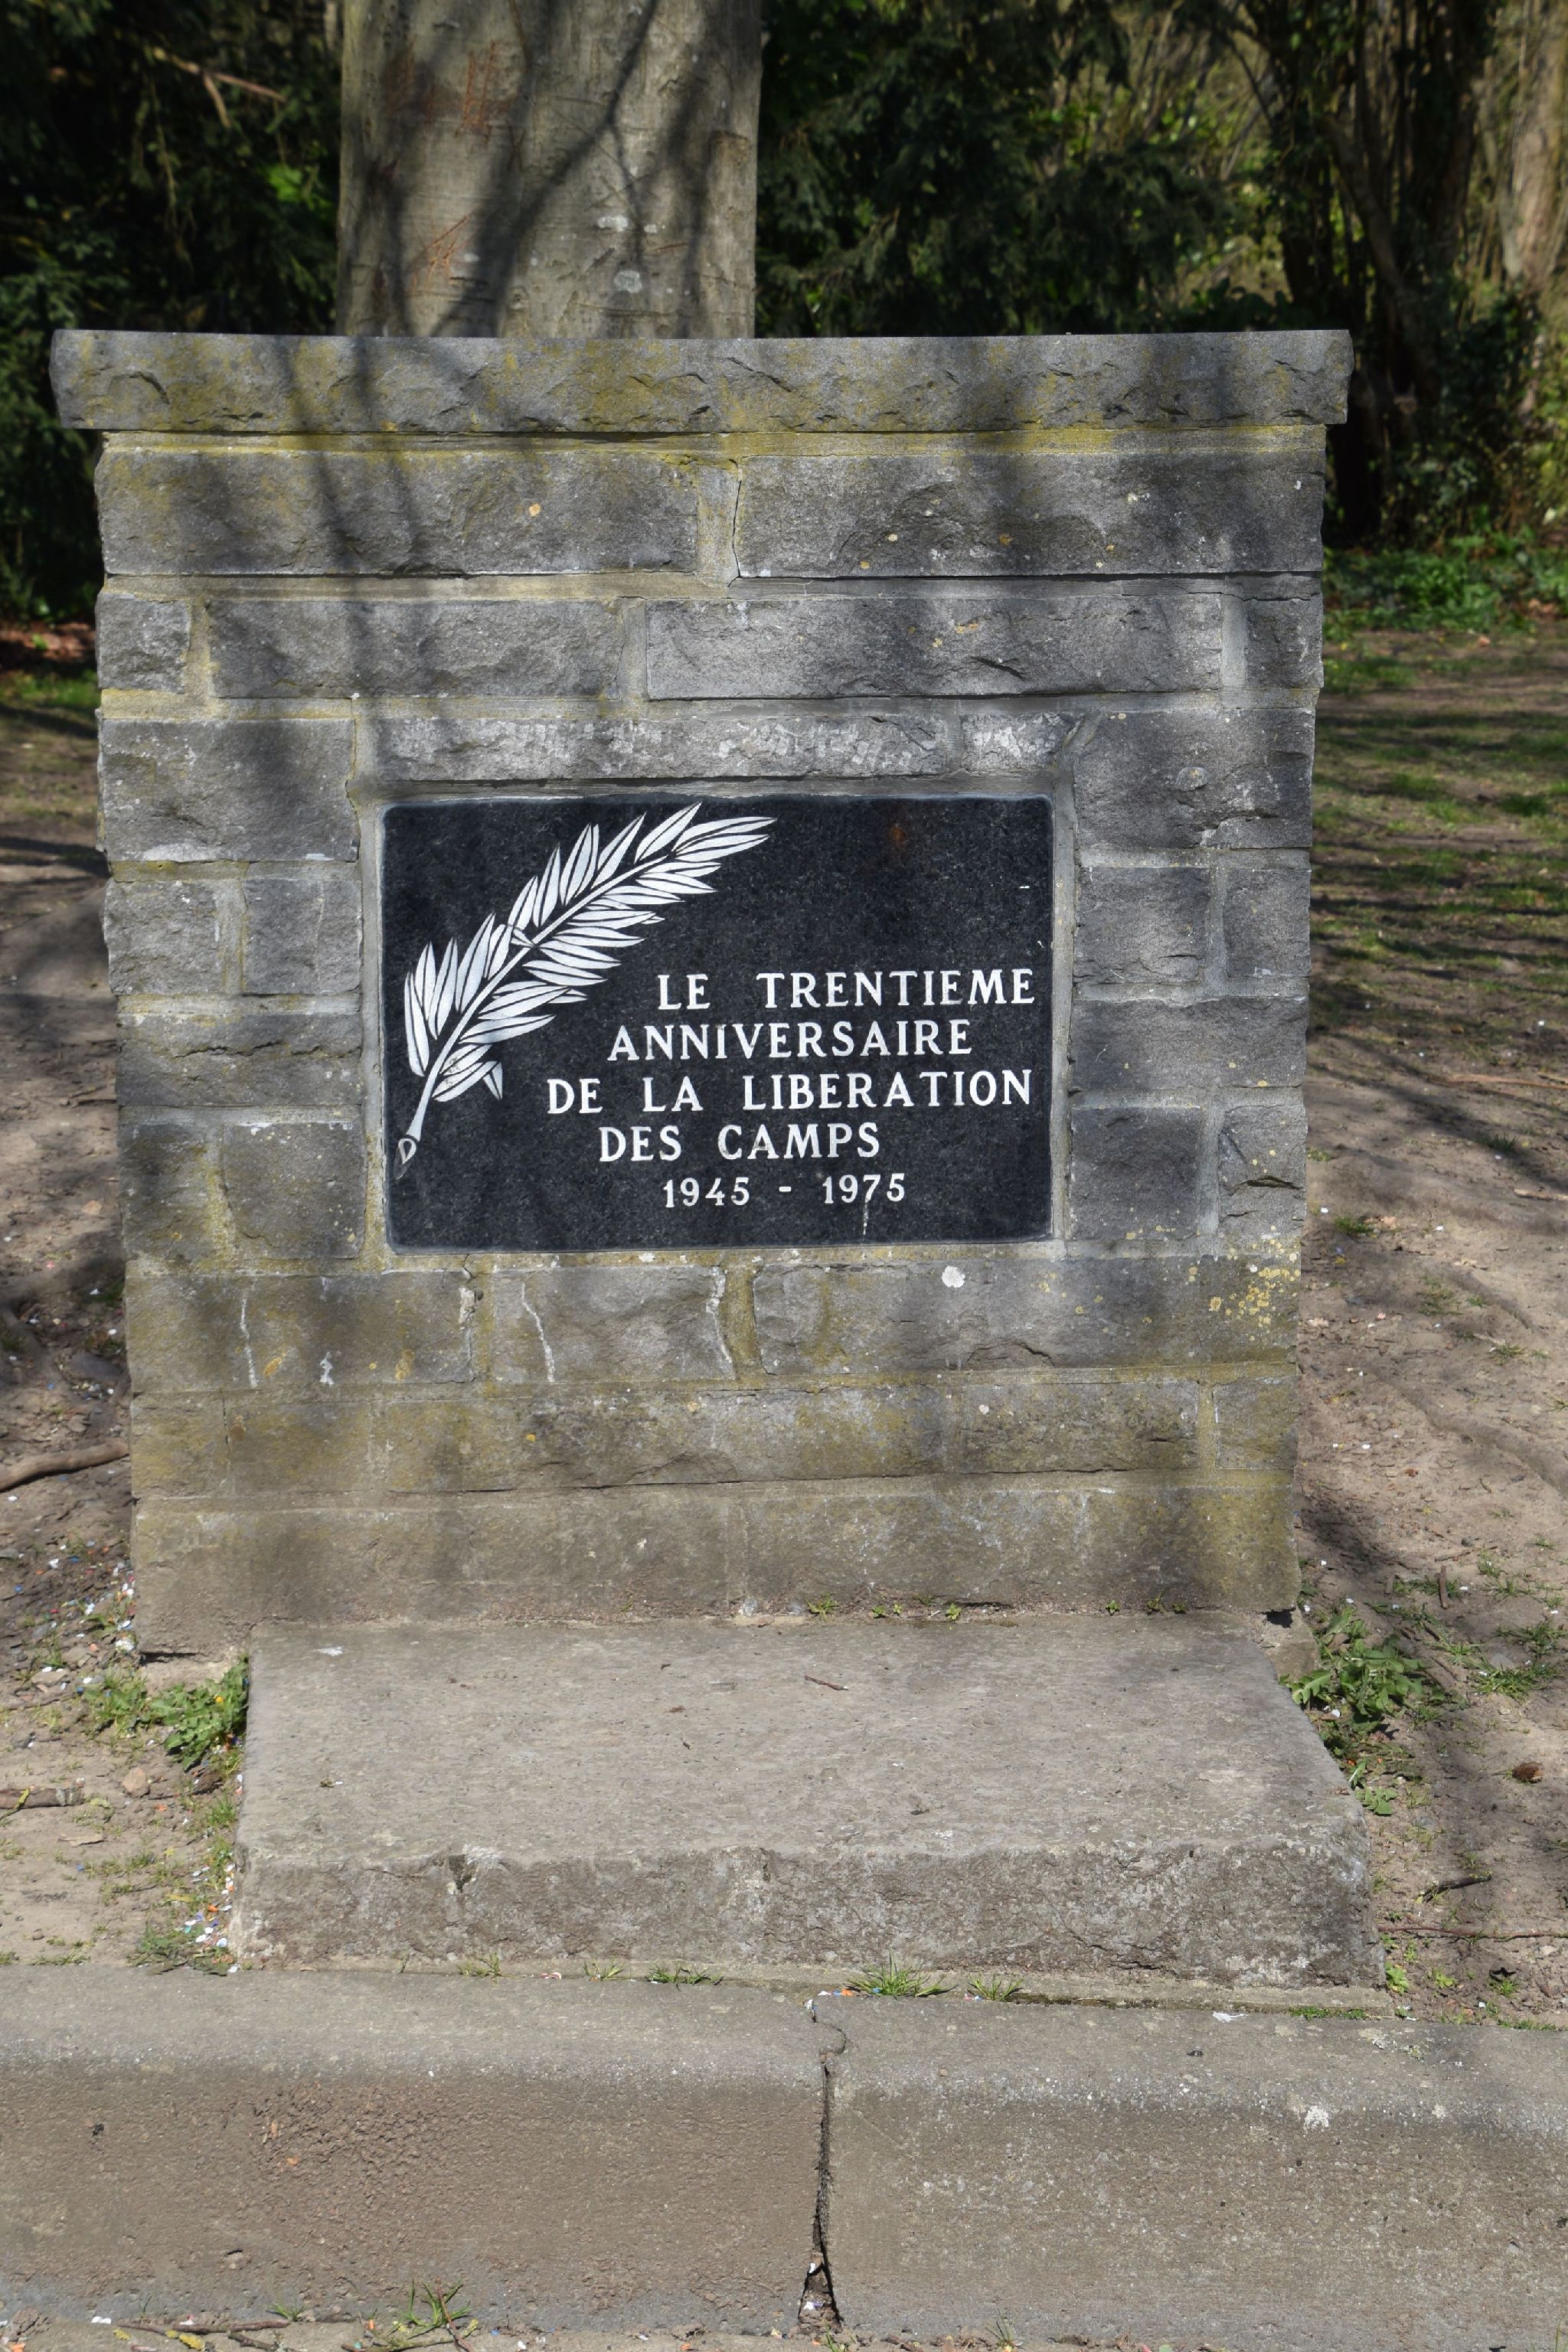 LE TRENTIEME
ANNIVERSAIRE
DE LA LIBERATION
DES CAMPS
1945 - 1975